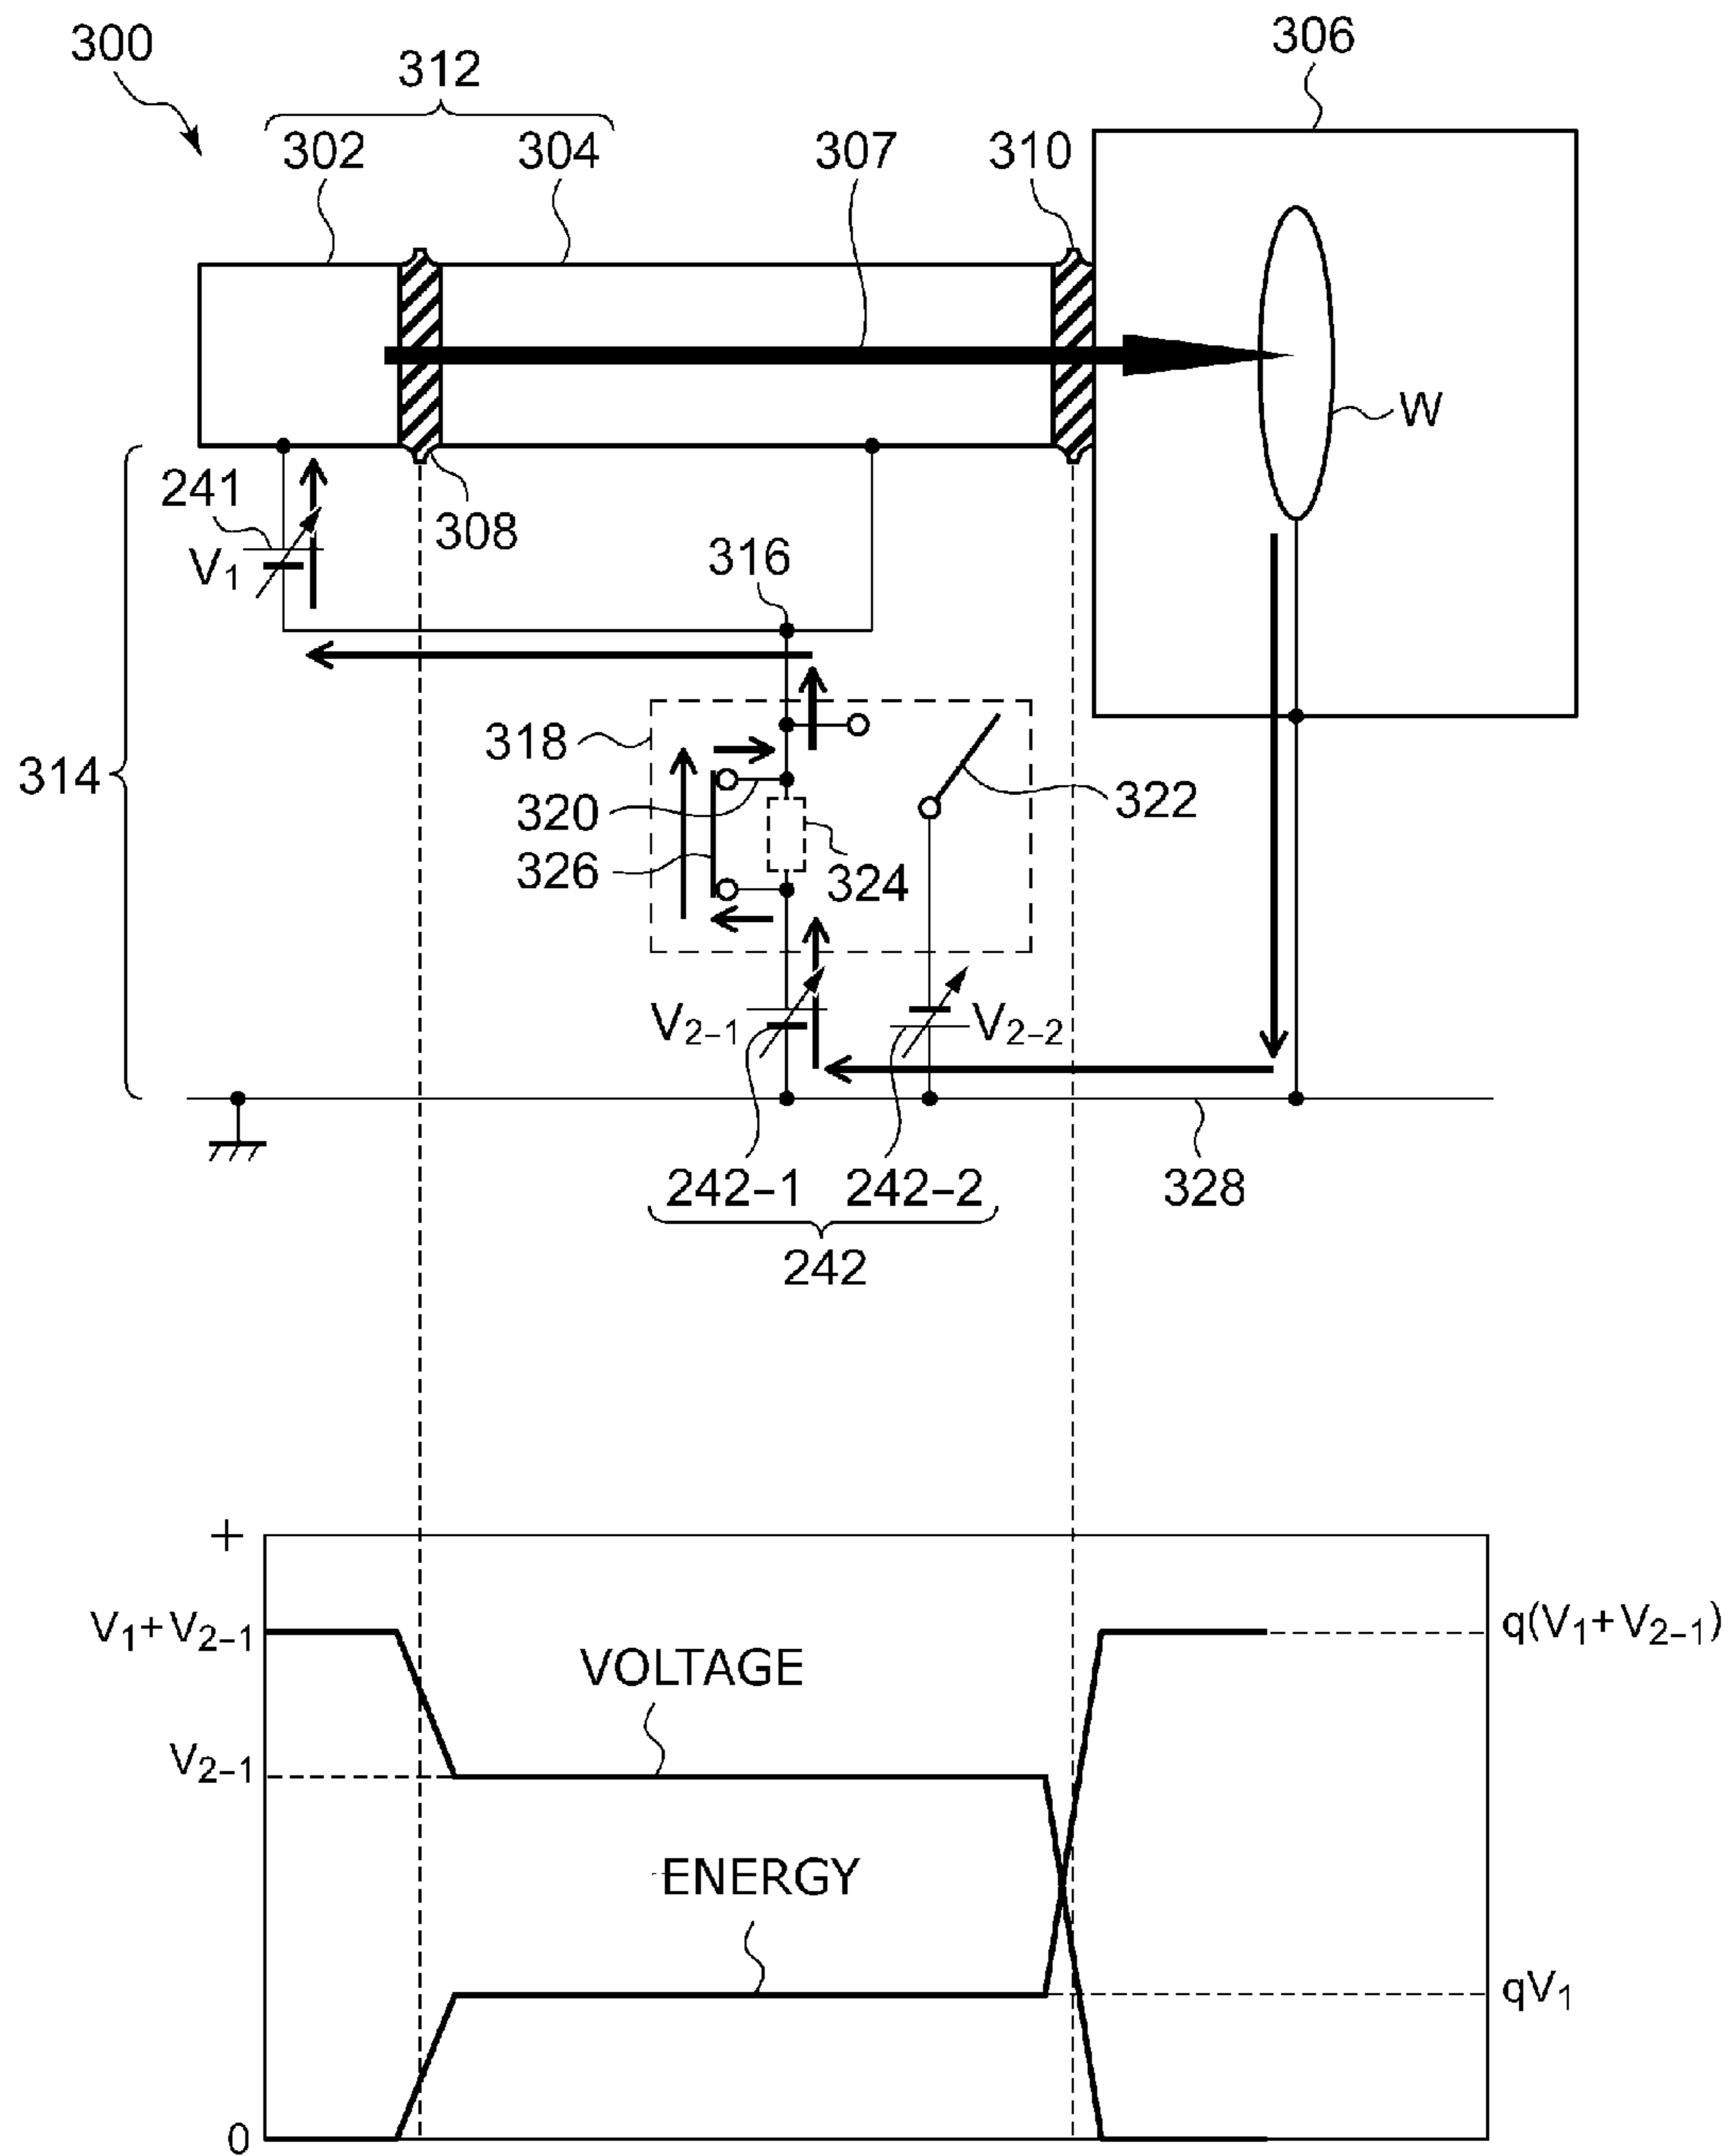 300
312
306
302
304
307
310
W
241
V1
308
316
318
314
320
322
326
324
V2-1
V2-2
242-1
242-2
328
242
+
V1+V2-1
q(V1+V2-1)
VOLTAGE
V2-1
ENERGY
qV1
0